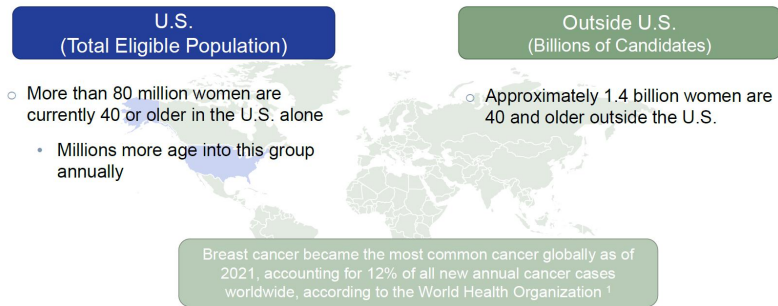 U.S.
(Total Eligible Population)
Outside U.S.
(Billions of Candidates)
○ More than 80 million women are
currently 40 or older in the U.S. alone
• Millions more age into this group
annually
○ Approximately 1.4 billion women are
40 and older outside the U.S.
Breast cancer became the most common cancer globally as of
2021, accounting for 12% of all new annual cancer cases
worldwide, according to the World Health Organization ¹